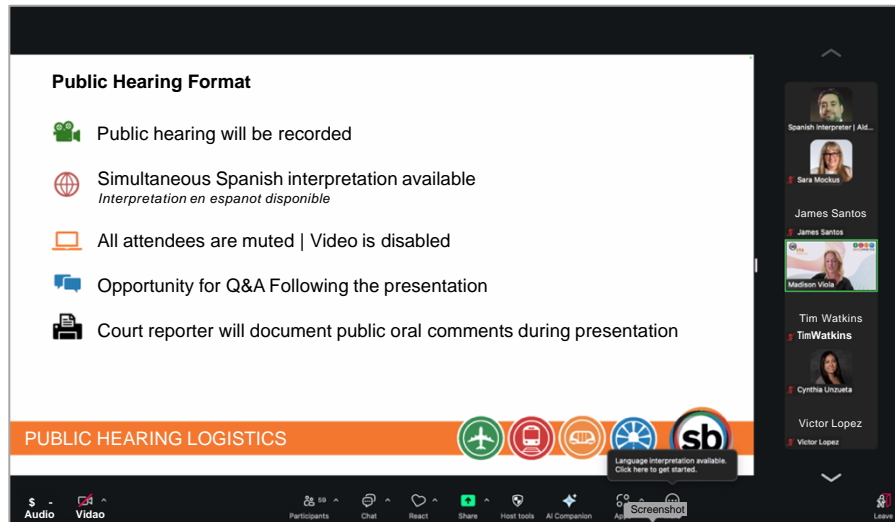 Public Hearing Format
Public hearing will be recorded
Simultaneous Spanish interpretation available
Interpretation en espanot disponible
All attendees are muted | Video is disabled
Opportunity for Q&A Following the presentation
Court reporter will document public oral comments during presentation
PUBLIC HEARING LOGISTICS
sb
Language interpretation available.
Click here to get started.
Spanish Interpreter | Ald...
Sara Mockus
James Santos
James Santos
Madison Viola
Tim Watkins
TimWatkins
Cynthia Unzueta
Victor Lopez
Victor Lopez
$ -
Audio
Vidao
59
Participants
Chat
React
Share
Host tools
AI Companion
App
Screenshot
Leave